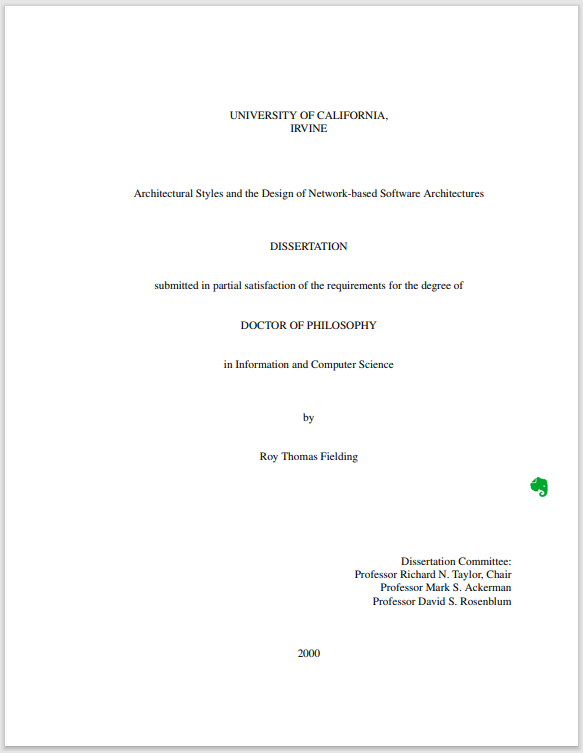 UNIVERSITY OF CALIFORNIA,
IRVINE
Architectural Styles and the Design of Network-based Software Architectures
DISSERTATION
submitted in partial satisfaction of the requirements for the degree of
DOCTOR OF PHILOSOPHY
in Information and Computer Science
by
Roy Thomas Fielding
Dissertation Committee:
Professor Richard N. Taylor, Chair
Professor Mark S. Ackerman
Professor David S. Rosenblum
2000